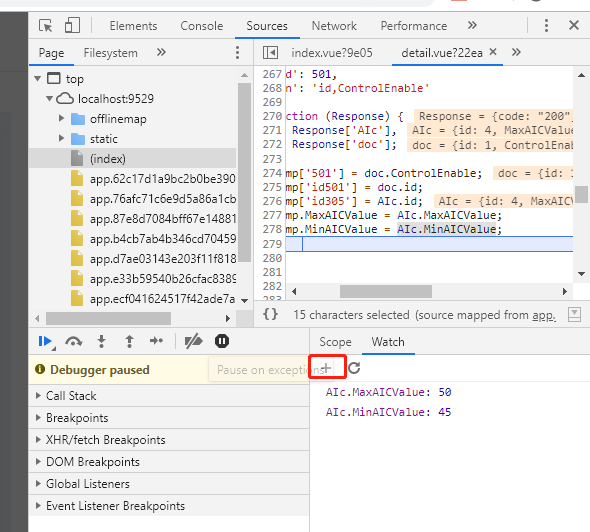 Elements Console Sources Network Performance »
Page Filesystem »
index.vue?9e05 detail.vue?22ea »
top
localhost:9529
offlinemap
static
(index)
app.62c17d1a9bc2b0be390
app.76afc71c6e9d5a86a1cb
app.87e8d7084bff67e14881
app.b4cb7ab4b346cd70459
app.d7ae03143e203f11f818
app.e33b59540b26cfac8389
app.ecf041624517f42ade7a
267 d': 501,
268 n': 'id,ControlEnable'
269
270 ction (Response) { Response = {code: "200",
271 Response['AIc'], AIc = {id: 4, MaxAICValue
272 Response['doc']; doc = {id: 1, ControlEnab
273
274 mp['501'] = doc.ControlEnable; doc = {id: 1
275 mp['id501'] = doc.id;
276 mp['id305'] = AIc.id; AIc = {id: 4, MaxAIC
277 mp.MaxAICValue = AIc.MaxAICValue;
278 mp.MinAICValue = AIc.MinAICValue;
279
280
281
282
{} 15 characters selected (source mapped from app.
Debugger paused
Pause on exceptions
Call Stack
Breakpoints
XHR/fetch Breakpoints
DOM Breakpoints
Global Listeners
Event Listener Breakpoints
Scope Watch
AIc.MaxAICValue: 50
AIc.MinAICValue: 45